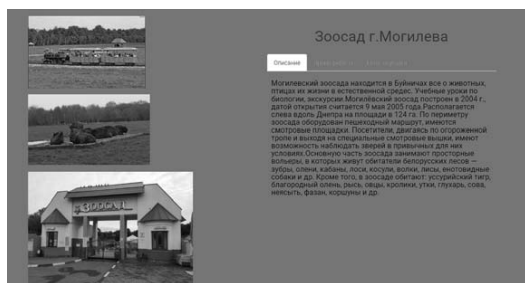 Зоосад г.Могилева
Описание
Могилевский зоосада находится в Буйничах все о животных,
птицах их жизни в естественной средес. Учебные уроки по
биологии, экскурсии.Могилёвский зоосад построен в 2004 г.,
датой открытия считается 9 мая 2005 года.Располагается
слева вдоль Днепра на площади в 124 га. По периметру
зоосада оборудован пешеходный маршрут, имеются
смотровые площадки. Посетители, двигаясь по огороженной
тропе и выходя на специальные смотровые вышки, имеют
возможность наблюдать зверей в привычных для них
условиях.Основную часть зоосада занимают просторные
вольеры, в которых живут обитатели белорусских лесов —
зубры, олени, кабаны, лоси, косули, волки, лисы, енотовидные
собаки и др. Кроме того, в зоосаде обитают: уссурийский тигр,
благородный олень, рысь, овцы, кролики, утки, глухарь, сова,
неясыть, фазан, коршуны и др.
ЗООСАД